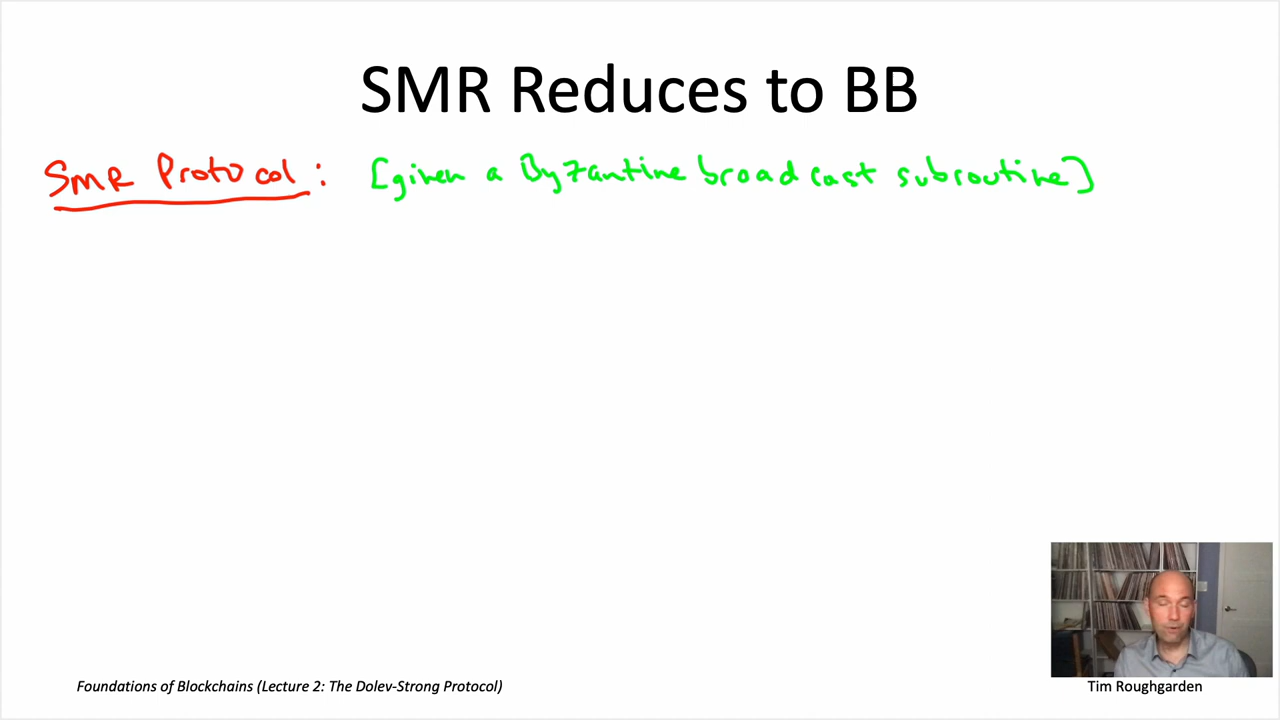 SMR Reduces to BB
SMR Protocol: [given a Byzantine broadcast subroutine]
Foundations of Blockchains (Lecture 2: The Dolev-Strong Protocol)
Tim Roughgarden